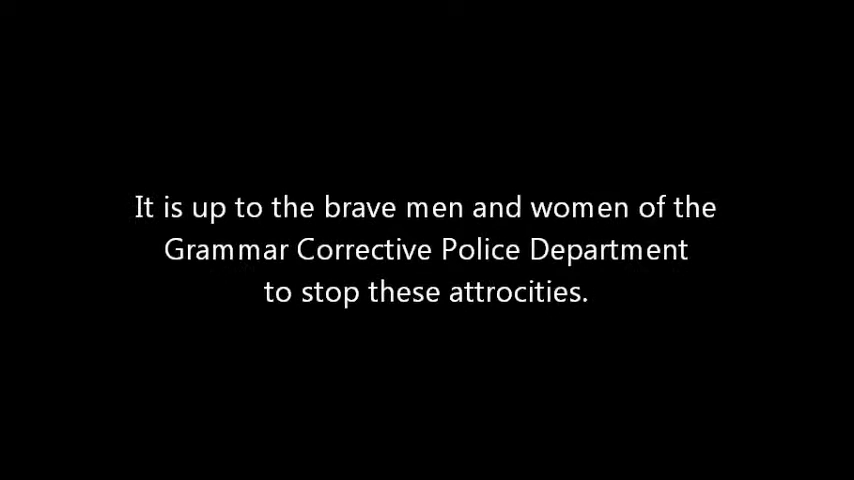 It is up to the brave men and women of the
Grammar Corrective Police Department
to stop these attrocities.